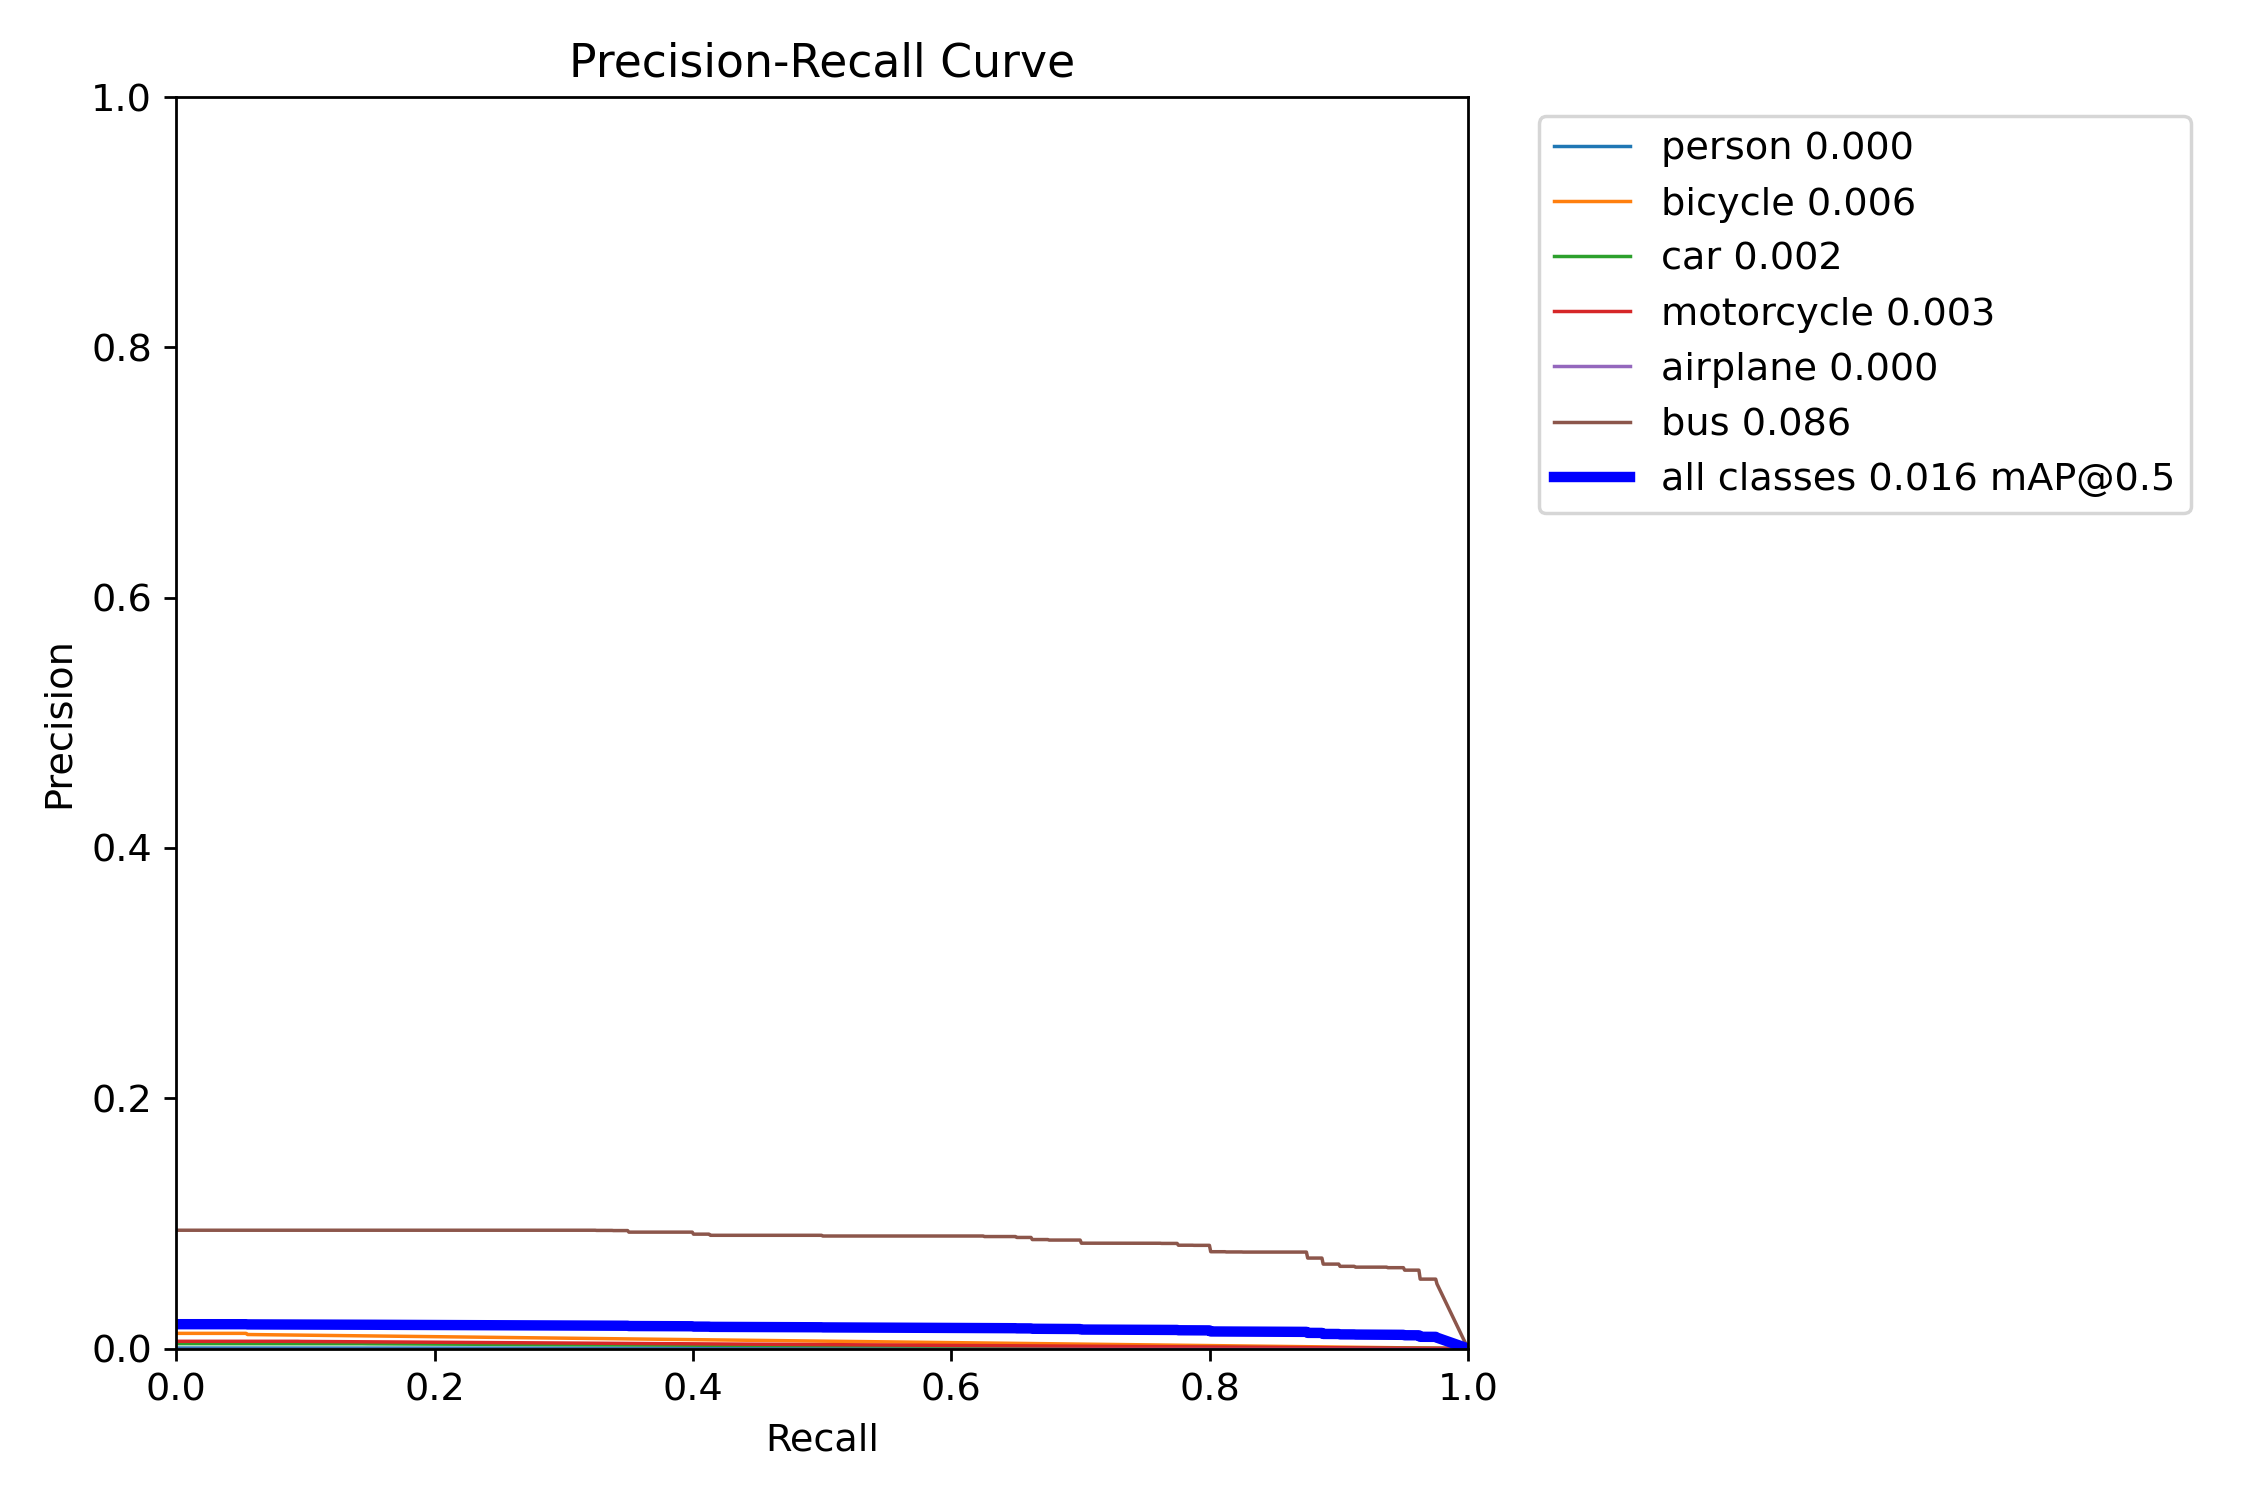 Precision-Recall Curve
1.0
0.8
0.6
0.4
0.2
0.0
Precision
0.0 0.2 0.4 0.6 0.8 1.0
Recall
person 0.000
bicycle 0.006
car 0.002
motorcycle 0.003
airplane 0.000
bus 0.086
all classes 0.016 mAP@0.5